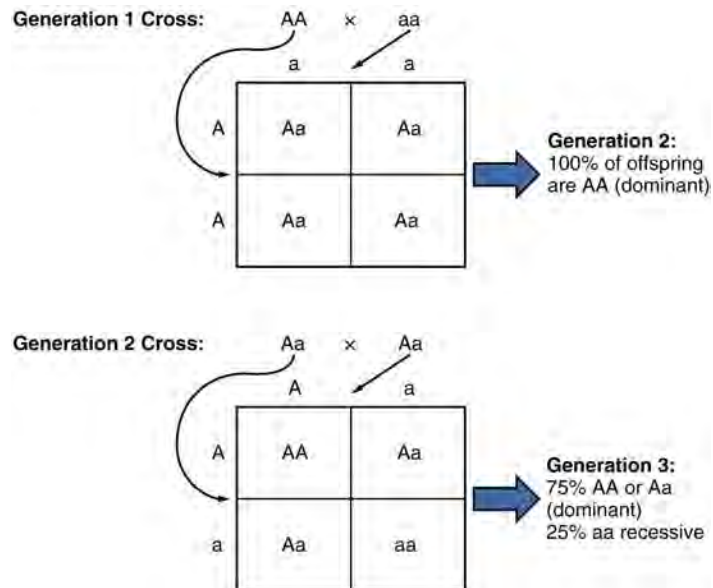 Generation 1 Cross: AA × aa
a a
A Aa Aa
Generation 2:
100% of offspring
are AA (dominant)
A Aa Aa
Generation 2 Cross: Aa × Aa
A a
A AA Aa
Generation 3:
75% AA or Aa
(dominant)
25% aa recessive
a Aa aa